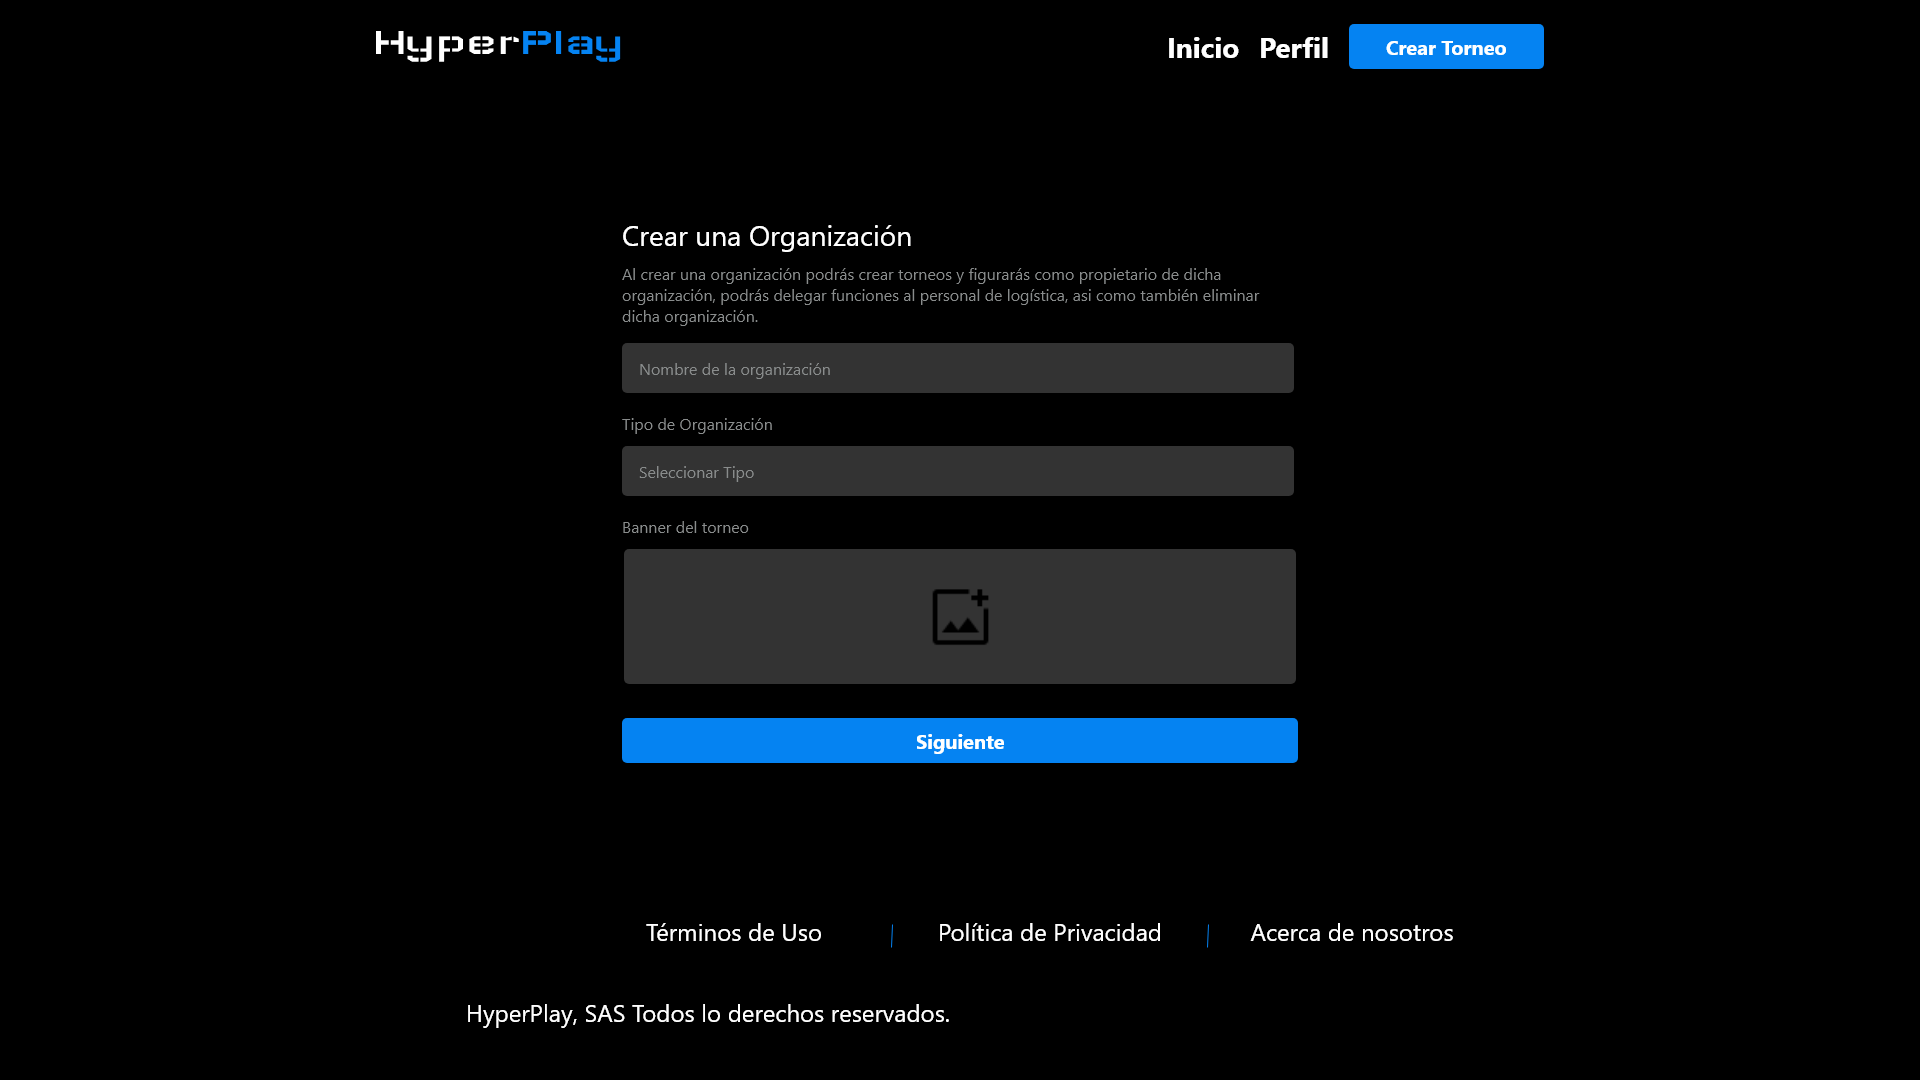 HyperPlay
Inicio Perfil Crear Torneo
Crear una Organización
Al crear una organización podrás crear torneos y figurarás como propietario de dicha
organización, podrás delegar funciones al personal de logística, asi como también eliminar
dicha organización.
Nombre de la organización
Tipo de Organización
Seleccionar Tipo
Banner del torneo
Siguiente
Términos de Uso | Política de Privacidad | Acerca de nosotros
HyperPlay, SAS Todos lo derechos reservados.